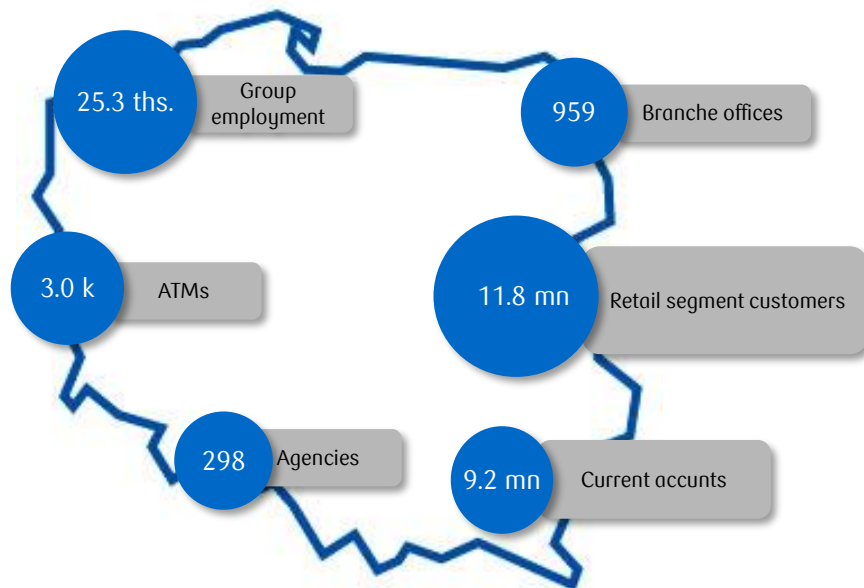 25.3 ths.
Group
employment
959
Branche offices
3.0 k
ATMs
11.8 mn
Retail segment customers
298
Agencies
9.2 mn
Current accunts